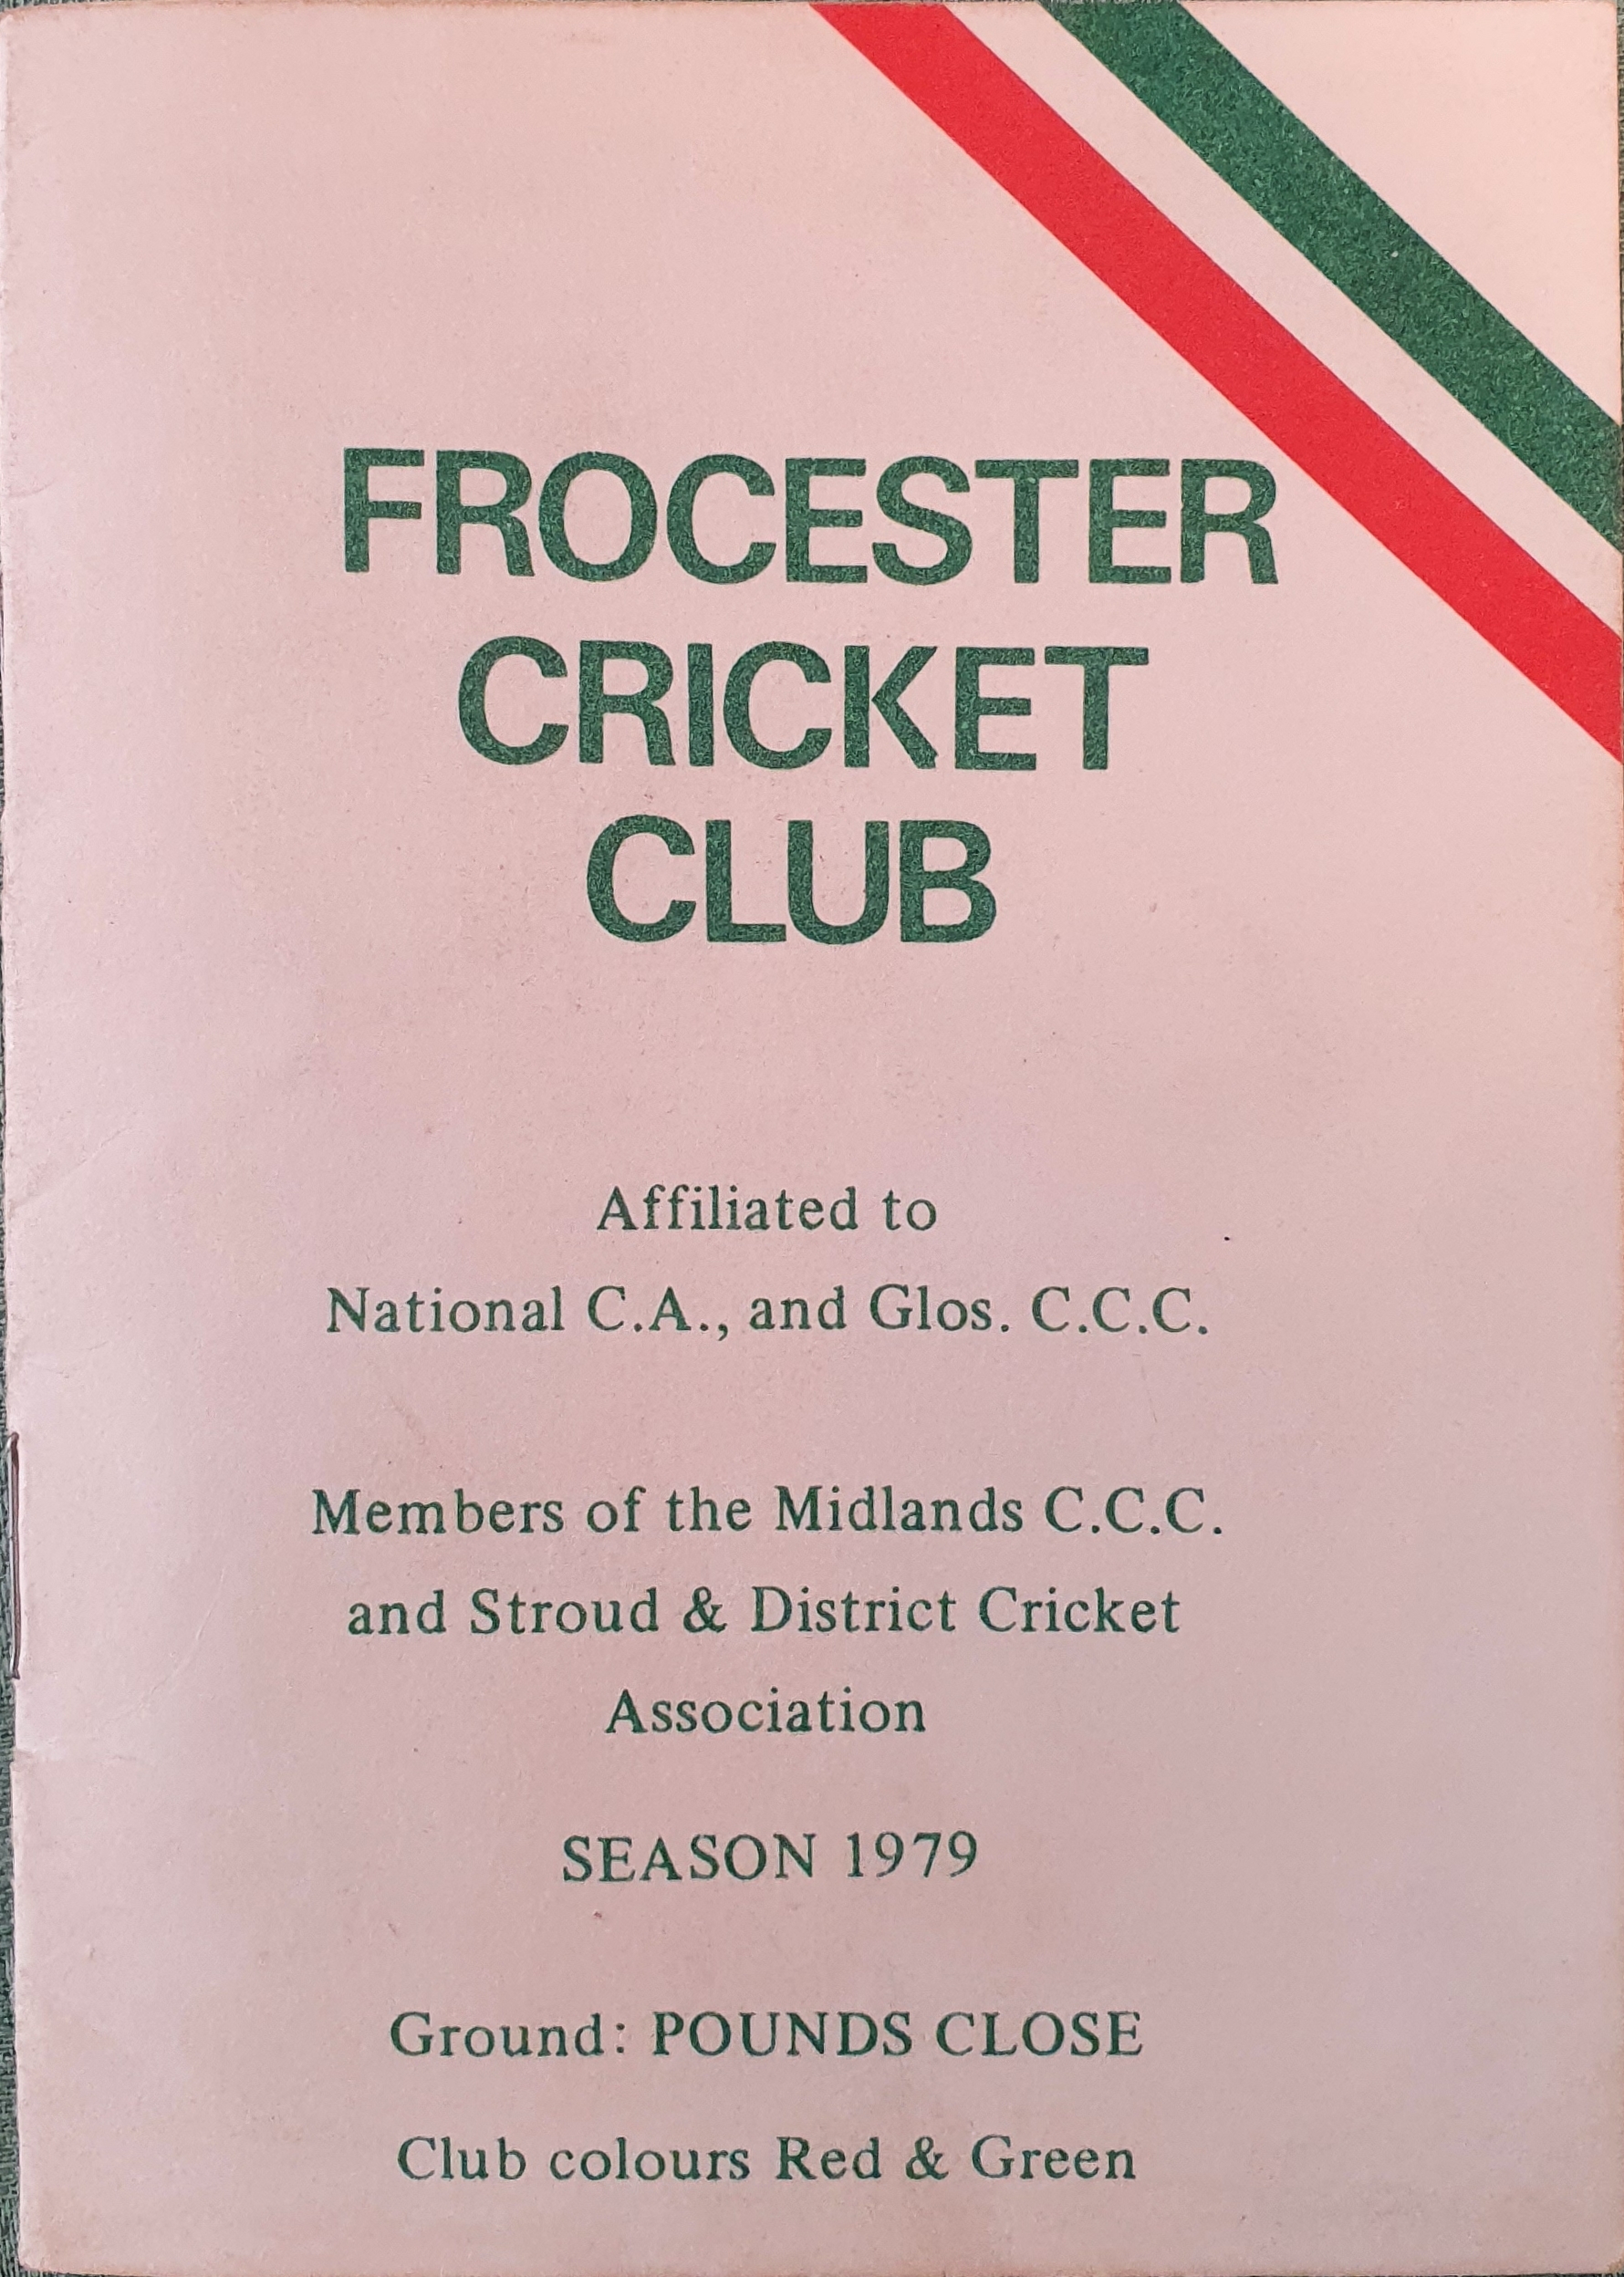 FROCESTER
CRICKET
CLUB
Affiliated to
National C.A., and Glos. C.C.C.
Members of the Midlands C.C.C.
and Stroud & District Cricket
Association
SEASON 1979
Ground: POUNDS CLOSE
Club colours Red & Green